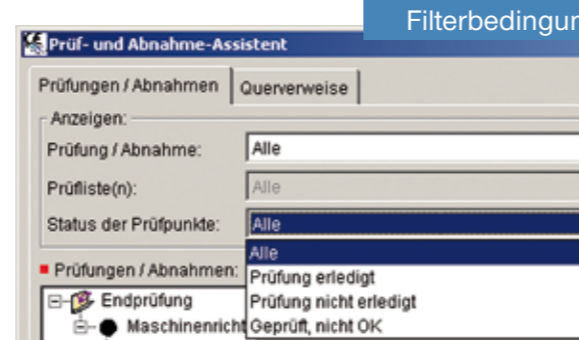 Filterbedingun
Prüf- und Abnahme-Assistent
Prüfungen / Abnahmen
Querverweise
Anzeigen:
Prüfung / Abnahme: Alle
Prüfliste(n): Alle
Status der Prüfpunkte: Alle
Alle
Prüfungen / Abnahmen:
Prüfung erledigt
Endprüfung
Prüfung nicht erledigt
Maschinenricht
Geprüft, nicht OK